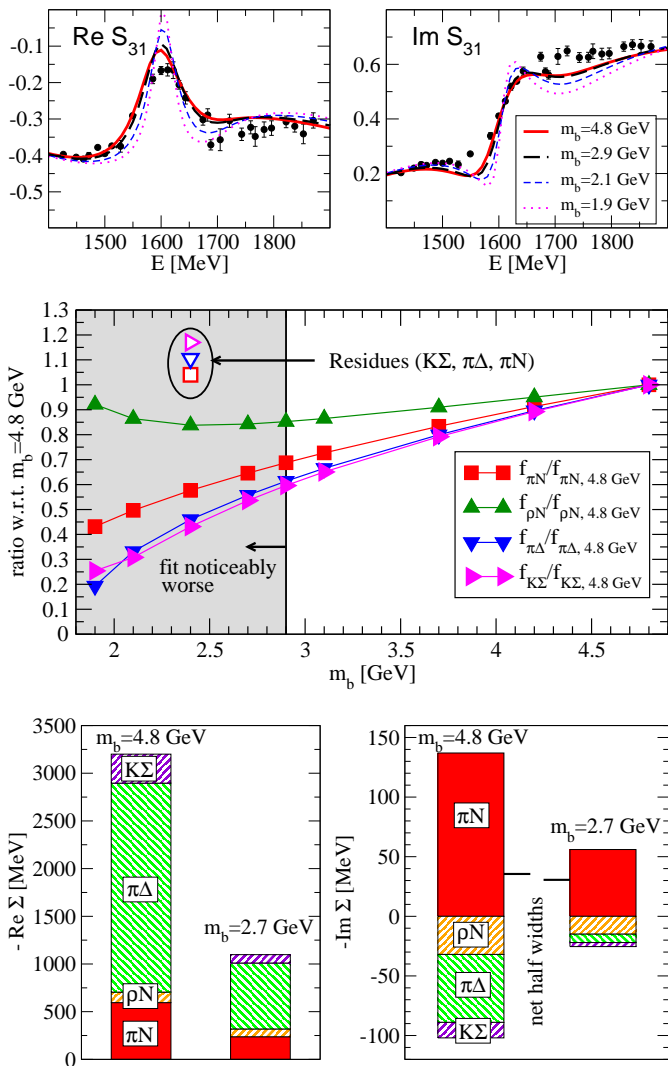 Re S31
Im S31
-0.1
-0.2
-0.3
-0.4
-0.5
0.6
0.4
0.2
m_b=4.8 GeV
m_b=2.9 GeV
m_b=2.1 GeV
m_b=1.9 GeV
1500 1600 1700 1800
1500 1600 1700 1800
E [MeV]
E [MeV]
ratio w.r.t. m_b=4.8 GeV
1.3
1.2
1.1
1
0.9
0.8
0.7
0.6
0.5
0.4
0.3
0.2
0.1
0
Residues (KΣ, πΔ, πN)
f_πN/f_πN, 4.8 GeV
f_ρN/f_ρN, 4.8 GeV
f_πΔ/f_πΔ, 4.8 GeV
f_KΣ/f_KΣ, 4.8 GeV
fit noticeably
worse
2 2.5 3 3.5 4 4.5
m_b [GeV]
- Re Σ [MeV]
3500
3000
2500
2000
1500
1000
500
0
m_b=4.8 GeV
KΣ
πΔ
ρN
πN
m_b=2.7 GeV
-Im Σ [MeV]
150
100
50
0
-50
-100
m_b=4.8 GeV
πN
ρN
πΔ
KΣ
m_b=2.7 GeV
net half widths